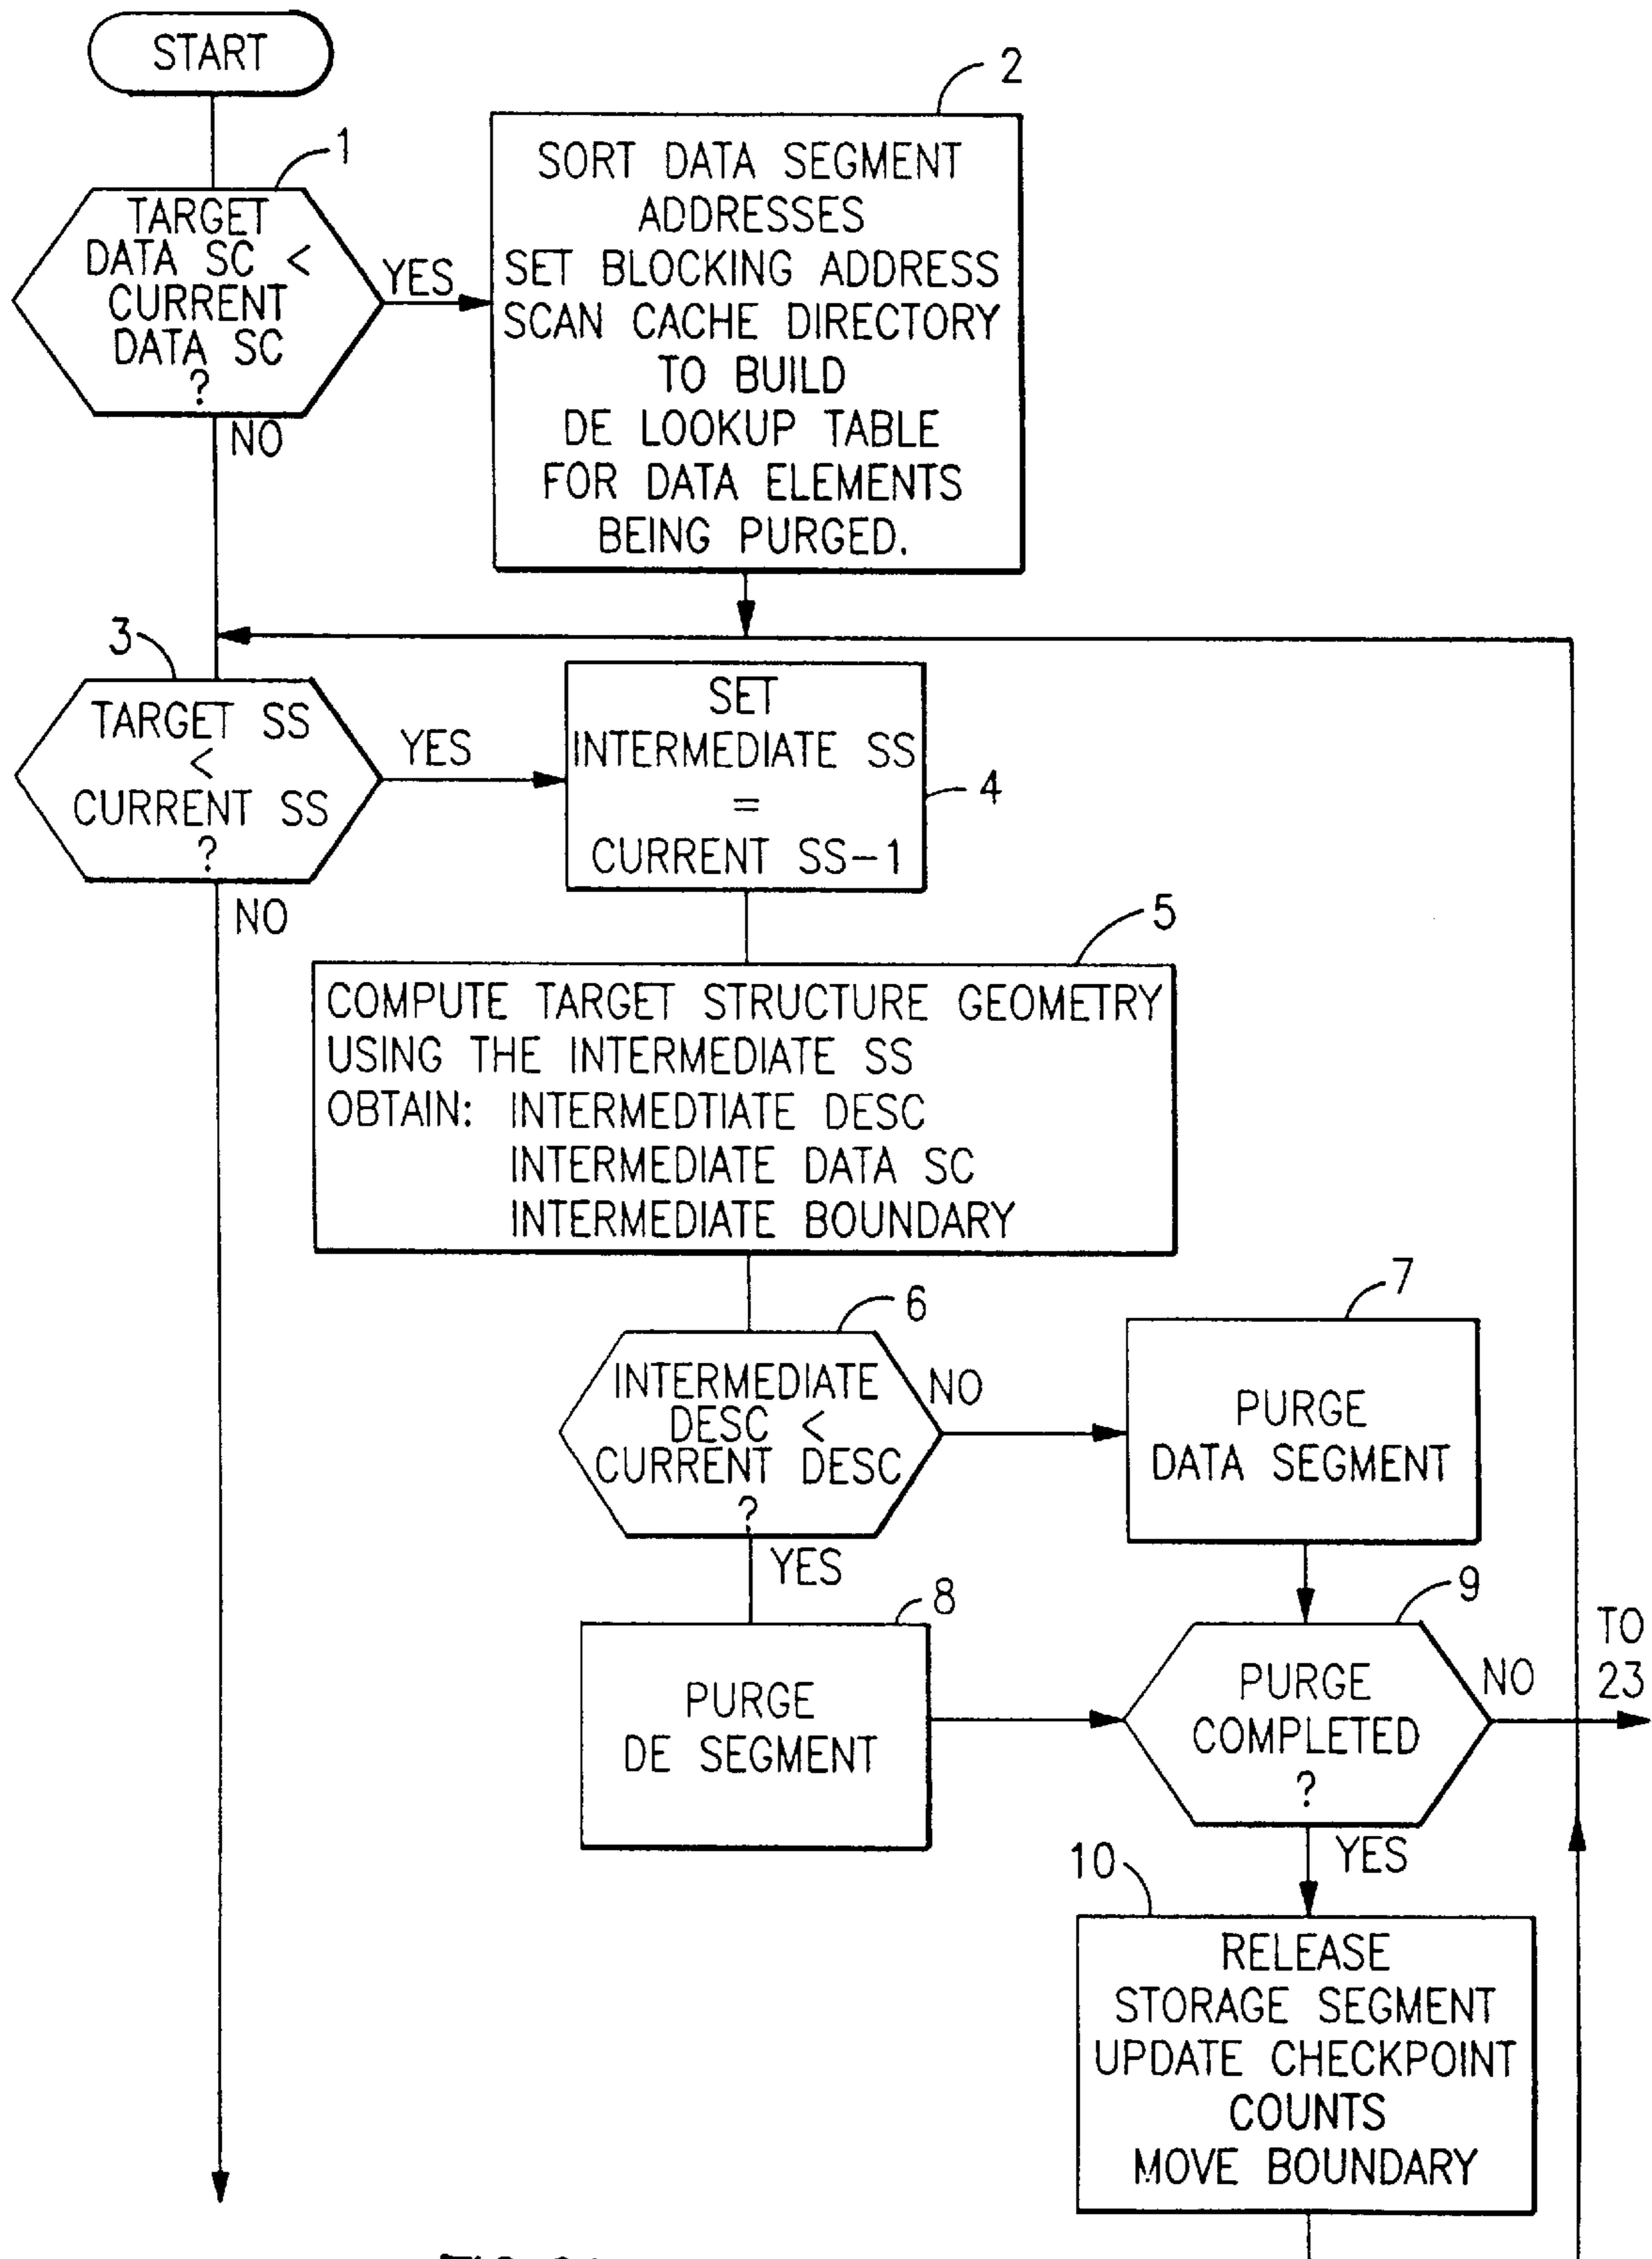 START
1
TARGET
DATA SC <
CURRENT
DATA SC
?
YES
NO
2
SORT DATA SEGMENT
ADDRESSES
SET BLOCKING ADDRESS
SCAN CACHE DIRECTORY
TO BUILD
DE LOOKUP TABLE
FOR DATA ELEMENTS
BEING PURGED.
3
TARGET SS
<
CURRENT SS
?
YES
NO
SET
INTERMEDIATE SS
=
CURRENT SS-1
4
5
COMPUTE TARGET STRUCTURE GEOMETRY
USING THE INTERMEDIATE SS
OBTAIN: INTERMEDTIATE DESC
INTERMEDIATE DATA SC
INTERMEDIATE BOUNDARY
6
INTERMEDIATE
DESC <
CURRENT DESC
?
NO
YES
7
PURGE
DATA SEGMENT
8
PURGE
DE SEGMENT
9
PURGE
COMPLETED
?
NO
TO
23
YES
10
RELEASE
STORAGE SEGMENT
UPDATE CHECKPOINT
COUNTS
MOVE BOUNDARY